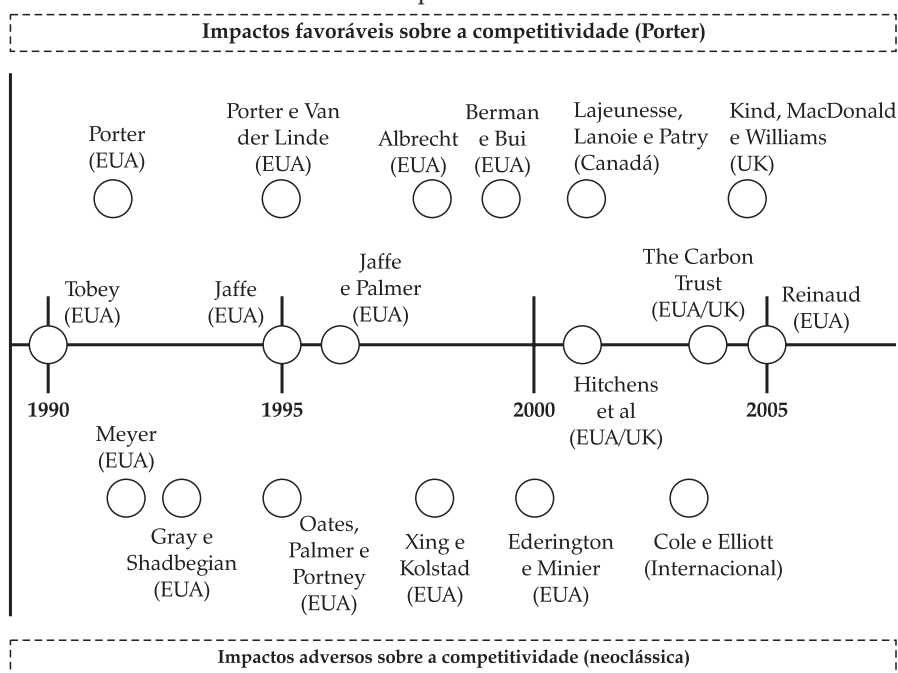 Impactos favoráveis sobre a competitividade (Porter)
Porter
(EUA)
Porter e Van
der Linde
(EUA)
Albrecht
(EUA)
Berman
e Bui
(EUA)
Lajeunesse,
Lanoie e Patry
(Canadá)
Kind, MacDonald
e Williams
(UK)
Tobey
(EUA)
Jaffe
(EUA)
Jaffe
e Palmer
(EUA)
The Carbon
Trust
(EUA/UK)
Reinaud
(EUA)
1990
1995
2000
2005
Hitchens
et al
(EUA/UK)
Meyer
(EUA)
Gray e
Shadbegian
(EUA)
Oates,
Palmer e
Portney
(EUA)
Xing e
Kolstad
(EUA)
Ederington
e Minier
(EUA)
Cole e Elliott
(Internacional)
Impactos adversos sobre a competitividade (neoclássica)